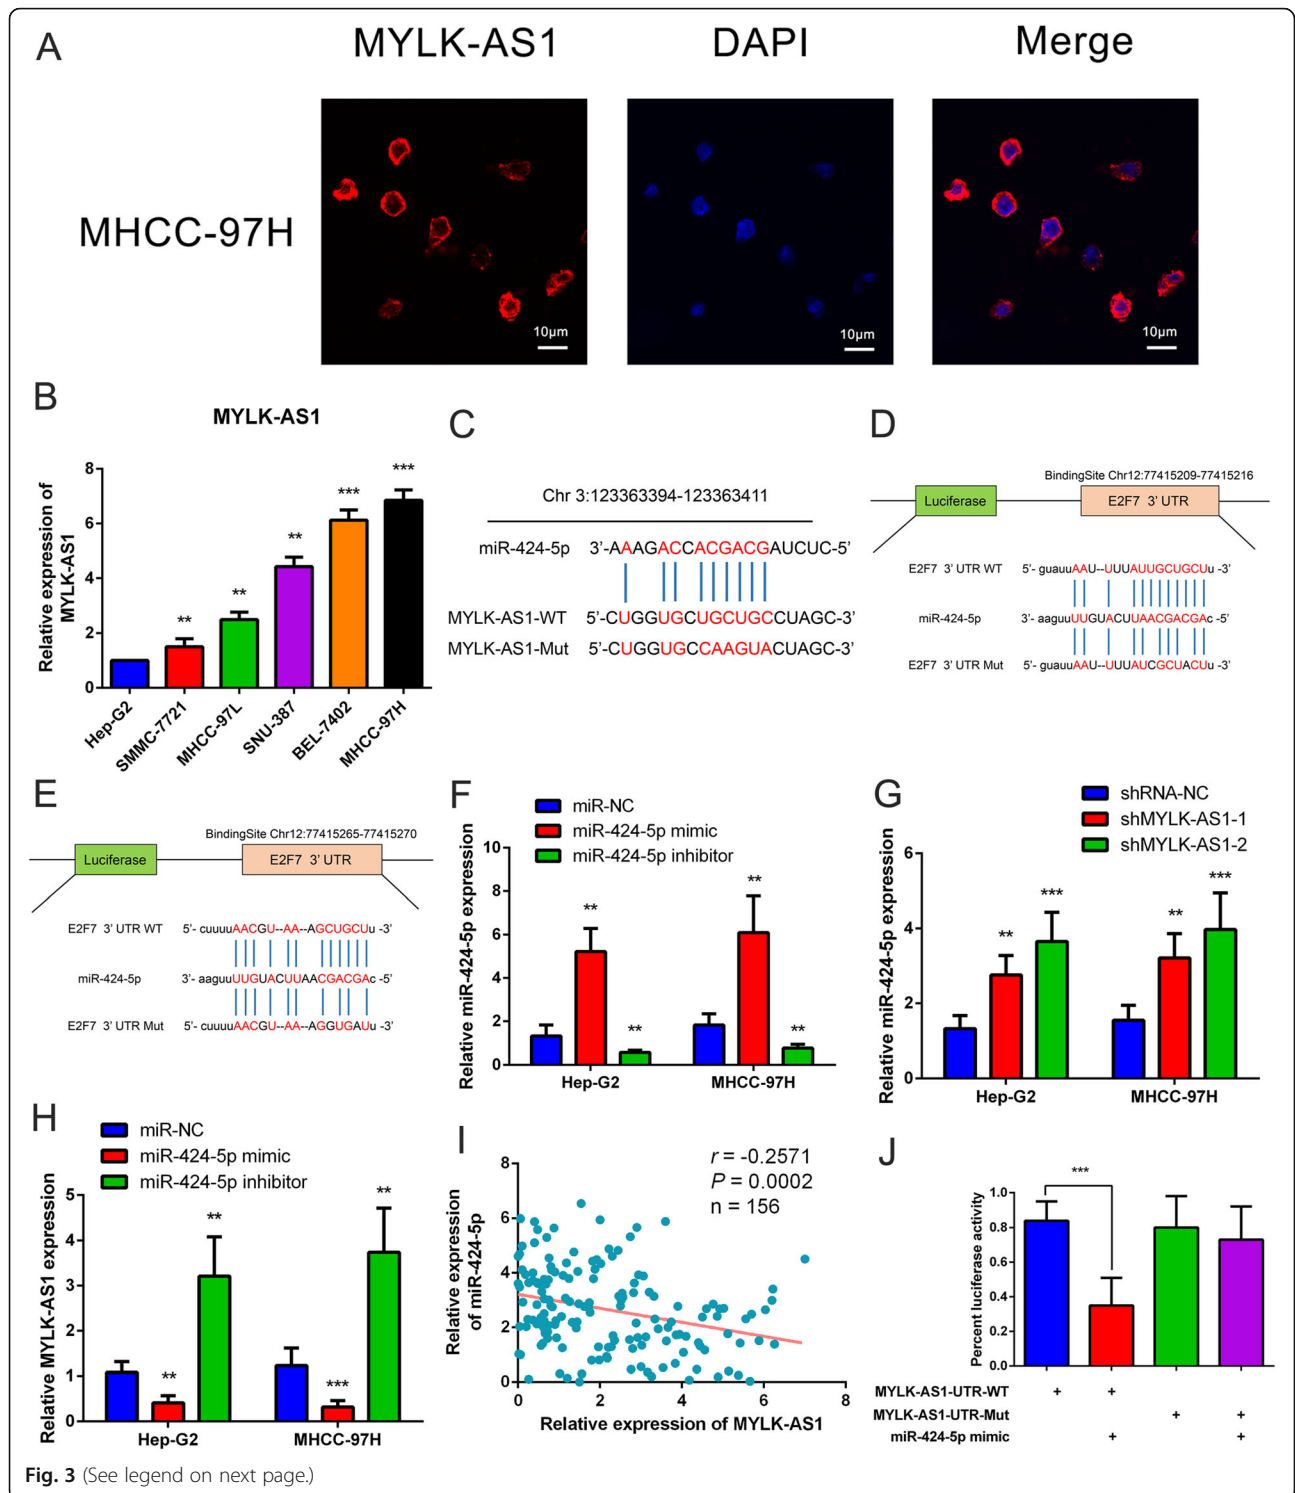 A
MYLK-AS1
DAPI
Merge
MHCC-97H
10μm
10μm
10μm
B
MYLK-AS1
Relative expression of
MYLK-AS1
8
6
4
2
0
**
**
**
***
***
Hep-G2
SMMC-7721
MHCC-97L
SNU-387
BEL-7402
MHCC-97H
C
Chr 3:123363394-123363411
miR-424-5p 3'-AAAGACCACGACGAUCUC-5'
MYLK-AS1-WT 5'-CUGGUGCUGCUGCCUAGC-3'
MYLK-AS1-Mut 5'-CUGGUGCCAAGUACUAGC-3'
D
BindingSite Chr12:77415209-77415216
Luciferase
E2F7 3' UTR
E2F7 3' UTR WT 5'- guauuAAU--UUUAUUGCUGCUu -3'
miR-424-5p 3'- aaguuUUGUACUUAACGACGAc -5'
E2F7 3' UTR Mut 5'- guauuAAU--UUUAUCGCUACUu -3'
E
BindingSite Chr12:77415265-77415270
Luciferase
E2F7 3' UTR
E2F7 3' UTR WT 5'- cuuuuAACGU--AA--AGCUGCUu -3'
miR-424-5p 3'- aaguuUUGUACUUAACGACGAc -5'
E2F7 3' UTR Mut 5'- cuuuuAACGU--AA--AGGUGAUu -3'
F
miR-NC
miR-424-5p mimic
miR-424-5p inhibitor
Relative miR-424-5p expression
10
8
6
4
2
0
**
**
**
**
Hep-G2
MHCC-97H
G
shRNA-NC
shMYLK-AS1-1
shMYLK-AS1-2
Relative miR-424-5p expression
6
4
2
0
**
***
**
***
Hep-G2
MHCC-97H
H
miR-NC
miR-424-5p mimic
miR-424-5p inhibitor
Relative MYLK-AS1 expression
5
4
3
2
1
0
**
**
***
**
Hep-G2
MHCC-97H
I
r = -0.2571
P = 0.0002
n = 156
Relative expression
of miR-424-5p
8
6
4
2
0
0
2
4
6
8
Relative expression of MYLK-AS1
J
***
Percent luciferase activity
1.0
0.8
0.6
0.4
0.2
0.0
MYLK-AS1-UTR-WT + +
MYLK-AS1-UTR-Mut + +
miR-424-5p mimic + +
Fig. 3 (See legend on next page.)